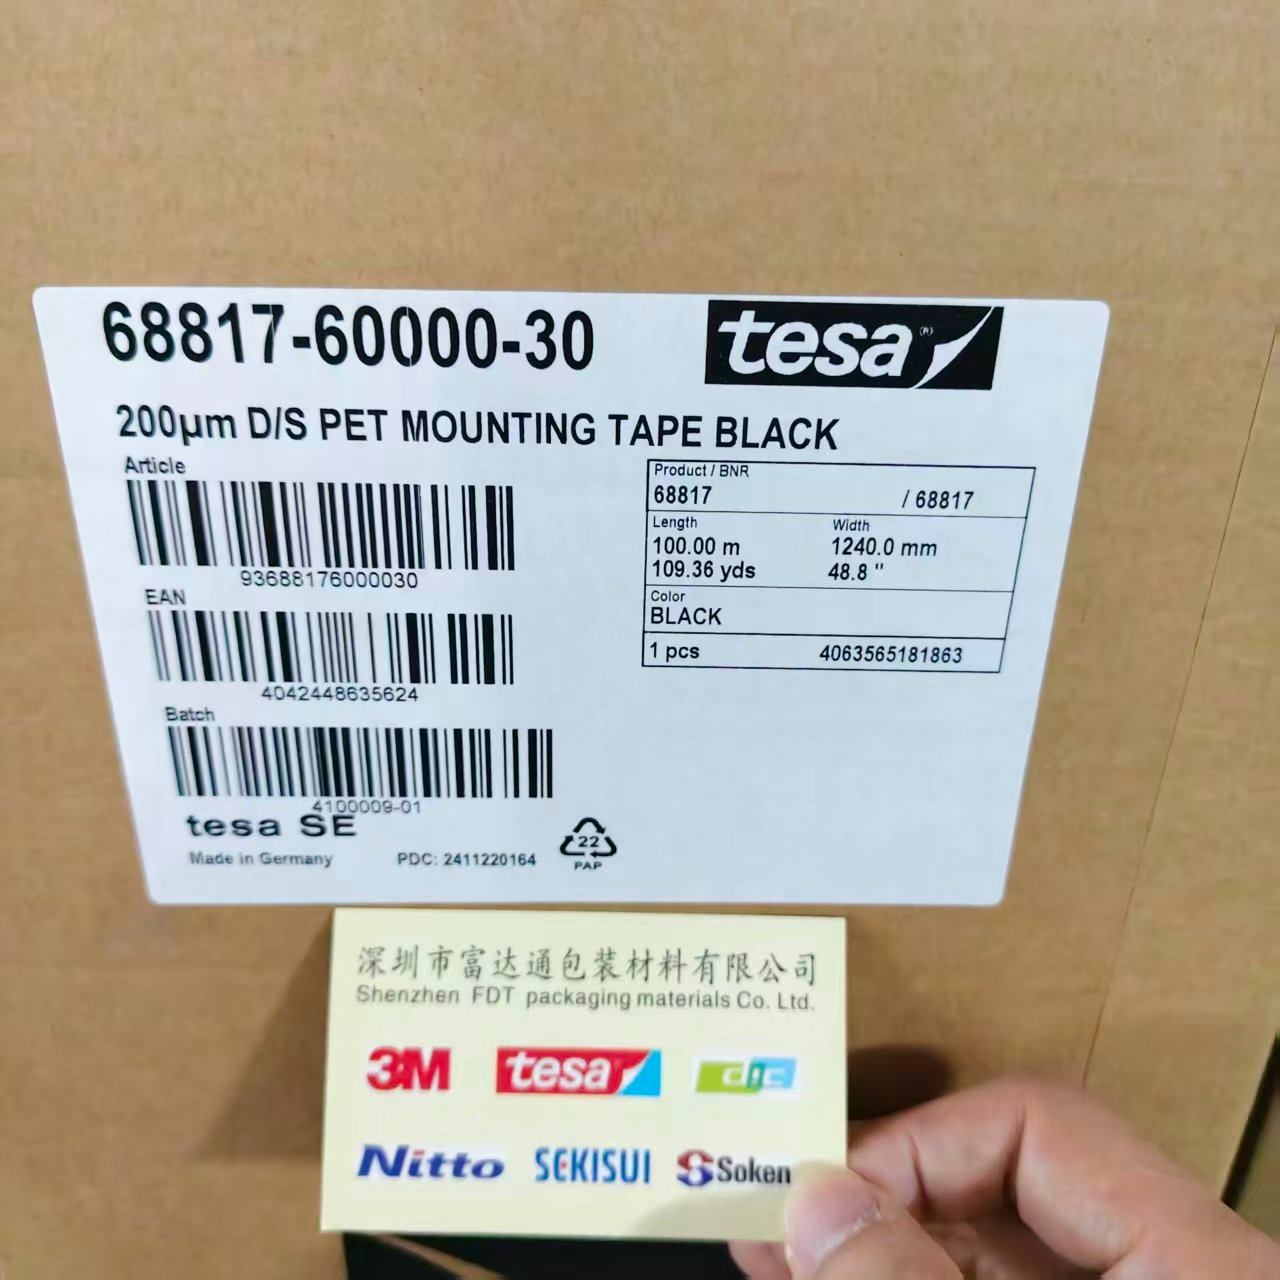 68817-60000-30
tesa (R)
200µm D/S PET MOUNTING TAPE BLACK
Article
93688176000030
EAN
4042448635624
Batch
4100009-01
tesa SE
Made in Germany PDC: 2411220164
22
PAP
Product / BNR
68817 / 68817
Length Width
100.00 m 1240.0 mm
109.36 yds 48.8 "
Color
BLACK
1 pcs 4063565181863
深圳市富达通包装材料有限公司
Shenzhen FDT packaging materials Co. Ltd.
3M tesa dic
Nitto SEKISUI Soken